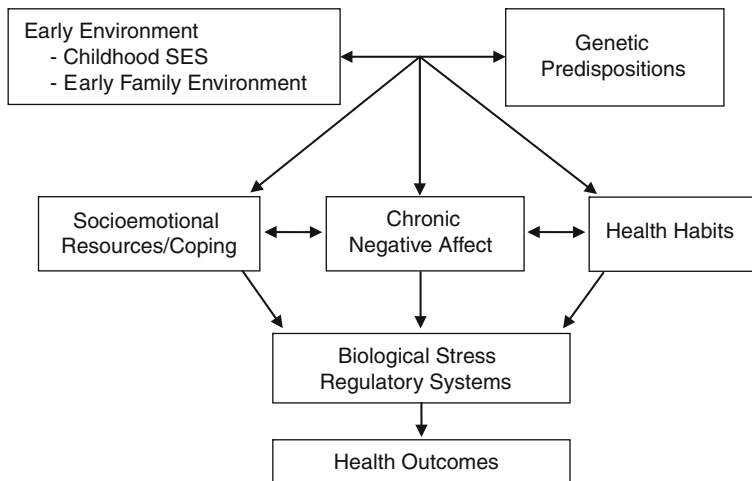 Early Environment
- Childhood SES
- Early Family Environment
Genetic
Predispositions
Socioemotional
Resources/Coping
Chronic
Negative Affect
Health Habits
Biological Stress
Regulatory Systems
Health Outcomes